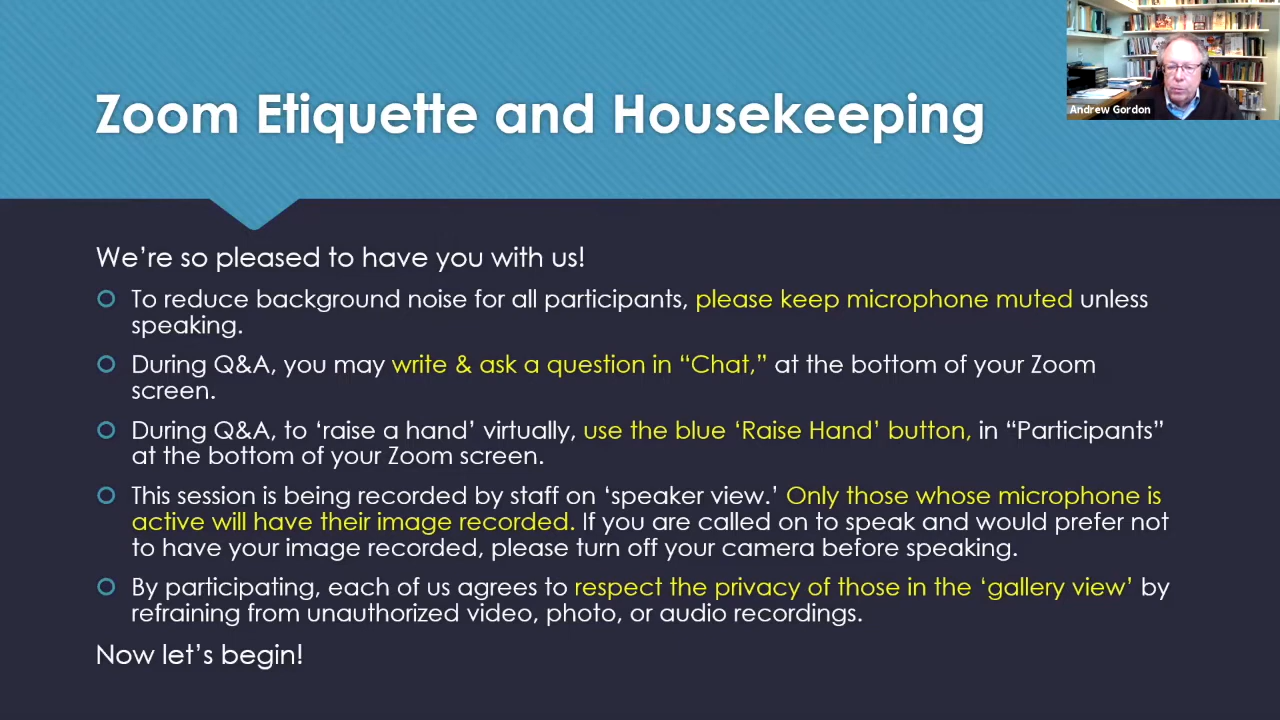 Zoom Etiquette and Housekeeping
Andrew Gordon
We’re so pleased to have you with us!
To reduce background noise for all participants, please keep microphone muted unless
speaking.
During Q&A, you may write & ask a question in “Chat,” at the bottom of your Zoom
screen.
During Q&A, to ‘raise a hand’ virtually, use the blue ‘Raise Hand’ button, in “Participants”
at the bottom of your Zoom screen.
This session is being recorded by staff on ‘speaker view.’ Only those whose microphone is
active will have their image recorded. If you are called on to speak and would prefer not
to have your image recorded, please turn off your camera before speaking.
By participating, each of us agrees to respect the privacy of those in the ‘gallery view’ by
refraining from unauthorized video, photo, or audio recordings.
Now let’s begin!